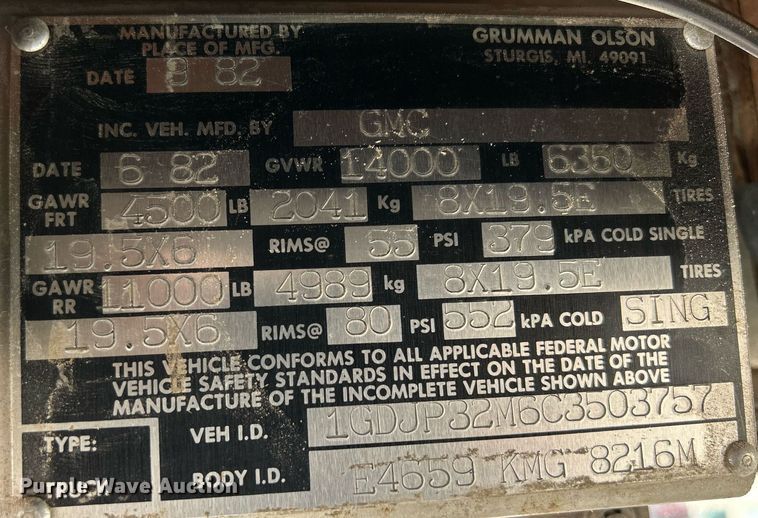 MANUFACTURED BY
PLACE OF MFG.
GRUMMAN OLSON
STURGIS, MI. 49091
DATE 8 82
INC. VEH. MFD. BY GMC
DATE 6 82 GVWR 14000 LB 6350 Kg
GAWR FRT 4500 LB 2041 Kg 8X19.5E TIRES
19.5X6 RIMS@ 55 PSI 379 kPA COLD SINGLE
GAWR RR 11000 LB 4989 kg 8X19.5E TIRES
19.5X6 RIMS@ 80 PSI 552 kPA COLD SING
THIS VEHICLE CONFORMS TO ALL APPLICABLE FEDERAL MOTOR
VEHICLE SAFETY STANDARDS IN EFFECT ON THE DATE OF THE
MANUFACTURE OF THE INCOMPLETE VEHICLE SHOWN ABOVE
TYPE: VEH I.D. 1GDJP32M6C3503757
BODY I.D. E4659 KMG 8216M
Purple Wave Auction